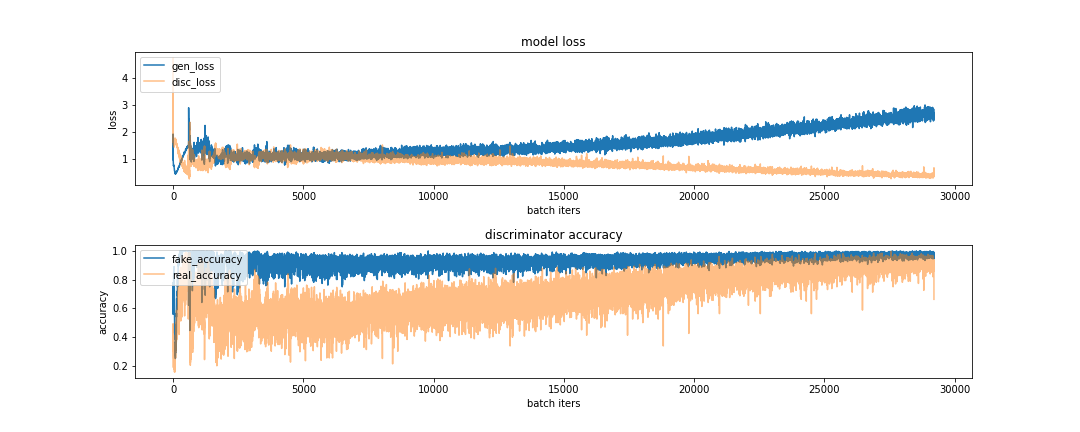 model loss
gen_loss
disc_loss
4
3
2
1
loss
0 5000 10000 15000 20000 25000 30000
batch iters
discriminator accuracy
fake_accuracy
real_accuracy
1.0
0.8
0.6
0.4
0.2
accuracy
0 5000 10000 15000 20000 25000 30000
batch iters